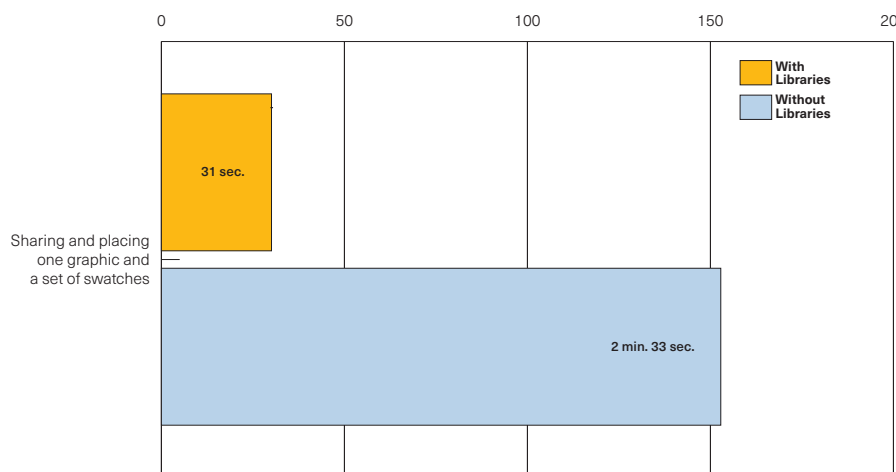 0 50 100 150 20
With
Libraries
Without
Libraries
31 sec.
Sharing and placing
one graphic and
a set of swatches
2 min. 33 sec.